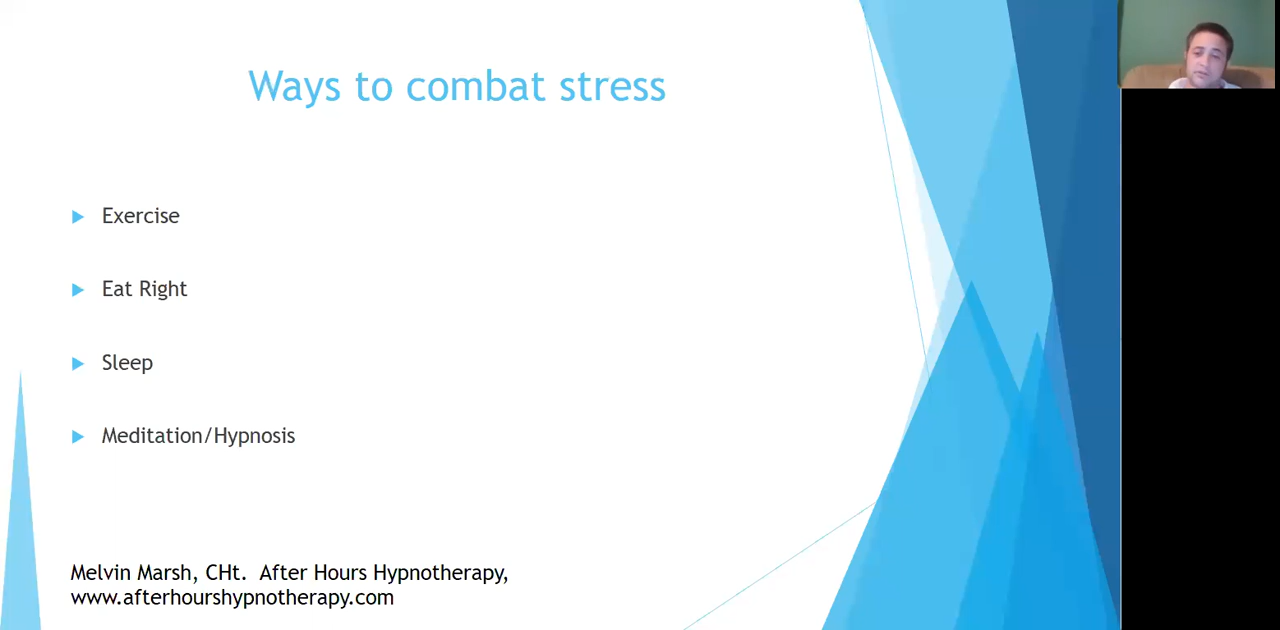 Ways to combat stress
Exercise
Eat Right
Sleep
Meditation/Hypnosis
Melvin Marsh, CHt.  After Hours Hypnotherapy,
www.afterhourshypnotherapy.com